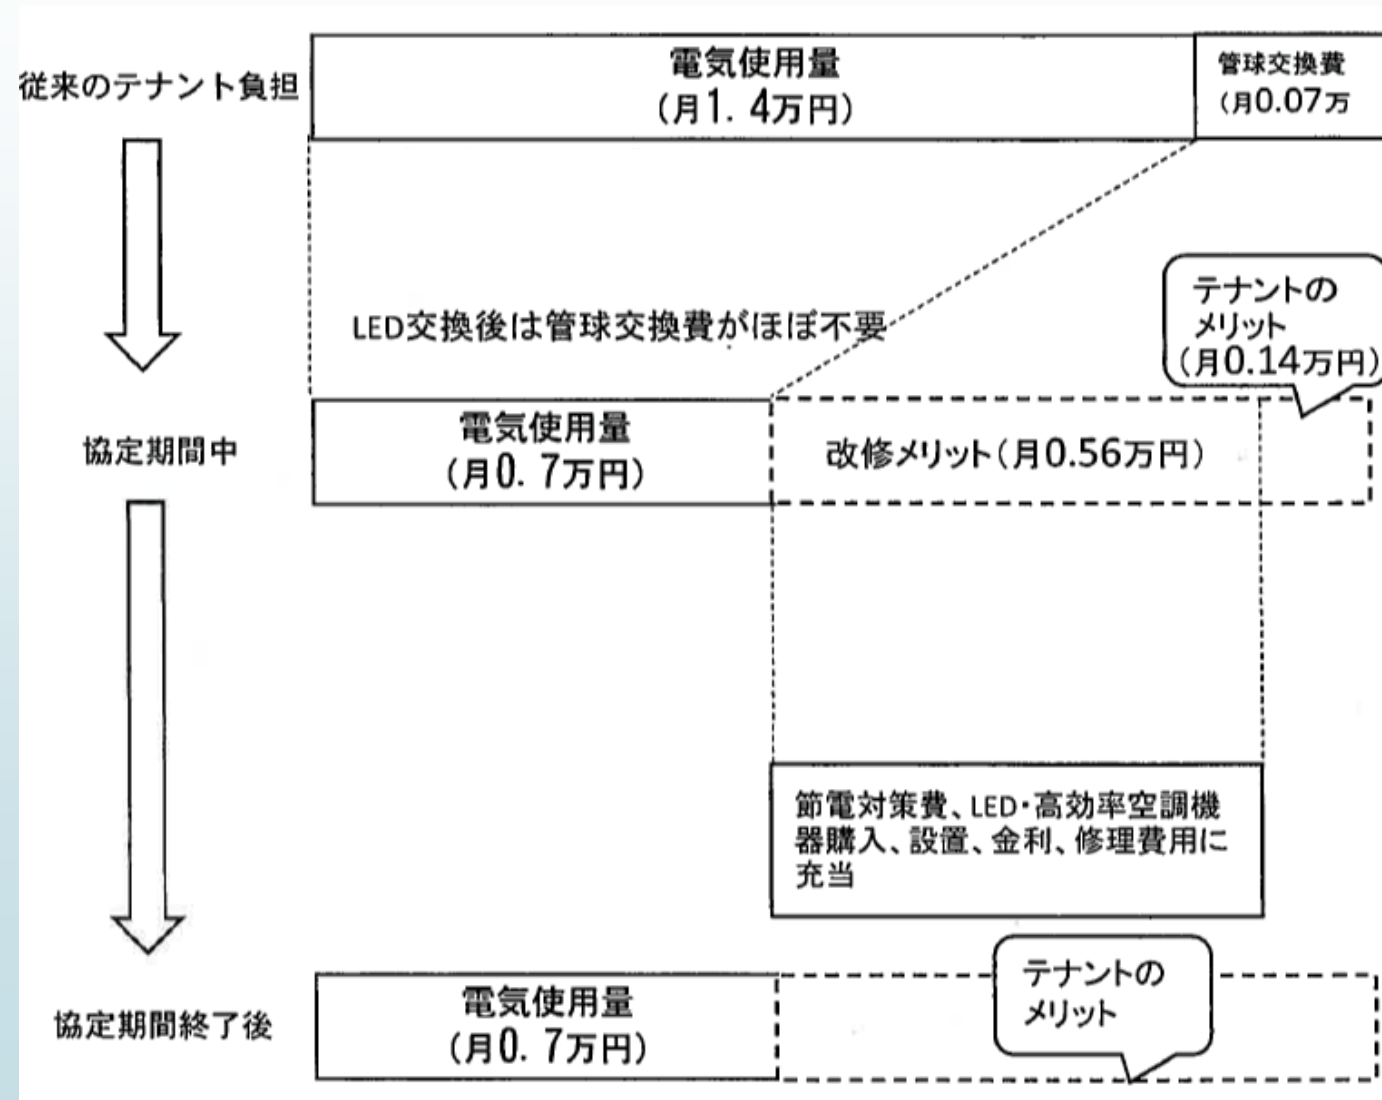 従来のテナント負担
電気使用量
(月1. 4万円)
管球交換費
(月0.07万
LED交換後は管球交換費がほぼ不要
テナントの
メリット
(月0.14万円)
協定期間中
電気使用量
(月0. 7万円)
改修メリット(月0.56万円)
節電対策費、LED・高効率空調機
器購入、設置、金利、修理費用に
充当
協定期間終了後
電気使用量
(月0. 7万円)
テナントの
メリット